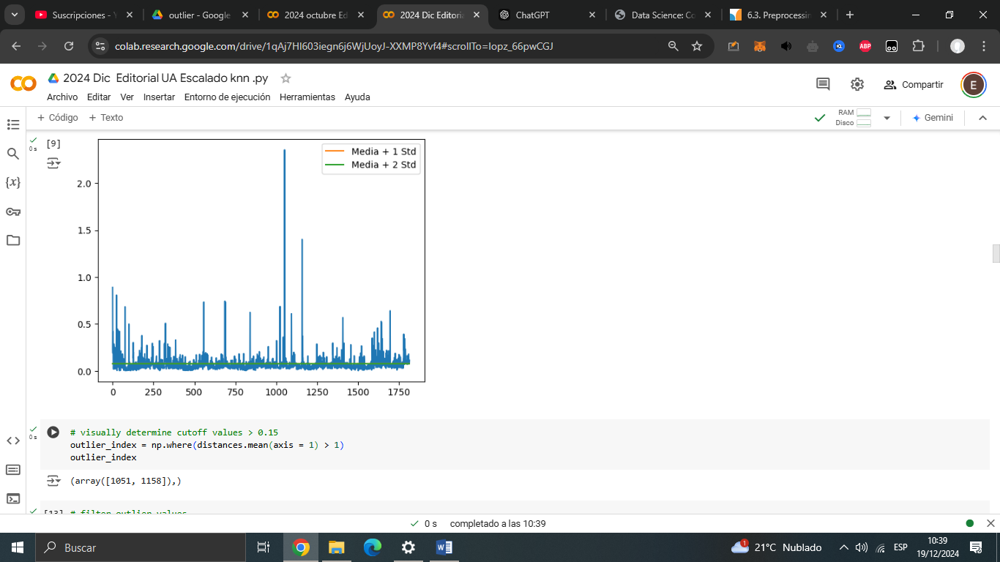 Suscripciones - Y
outlier - Google
2024 octubre Ed
2024 Dic Editoria
ChatGPT
Data Science: Co
6.3. Preprocessin
colab.research.google.com/drive/1qAj7HI603iegn6j6WjUoyJ-XXMP8Yvf4#scrollTo=Iopz_66pwCGJ
2024 Dic Editorial UA Escalado knn .py
Archivo Editar Ver Insertar Entorno de ejecución Herramientas Ayuda
Compartir
E
+ Código + Texto
RAM
Disco
Gemini
[9]
0 s
Media + 1 Std
Media + 2 Std
2.0
1.5
1.0
0.5
0.0
0 250 500 750 1000 1250 1500 1750
0 s
# visually determine cutoff values > 0.15
outlier_index = np.where(distances.mean(axis = 1) > 1)
outlier_index
(array([1051, 1158]),)
[13] # filter outlier values
0 s completado a las 10:39
Buscar
1
21°C Nublado
ESP
10:39
19/12/2024